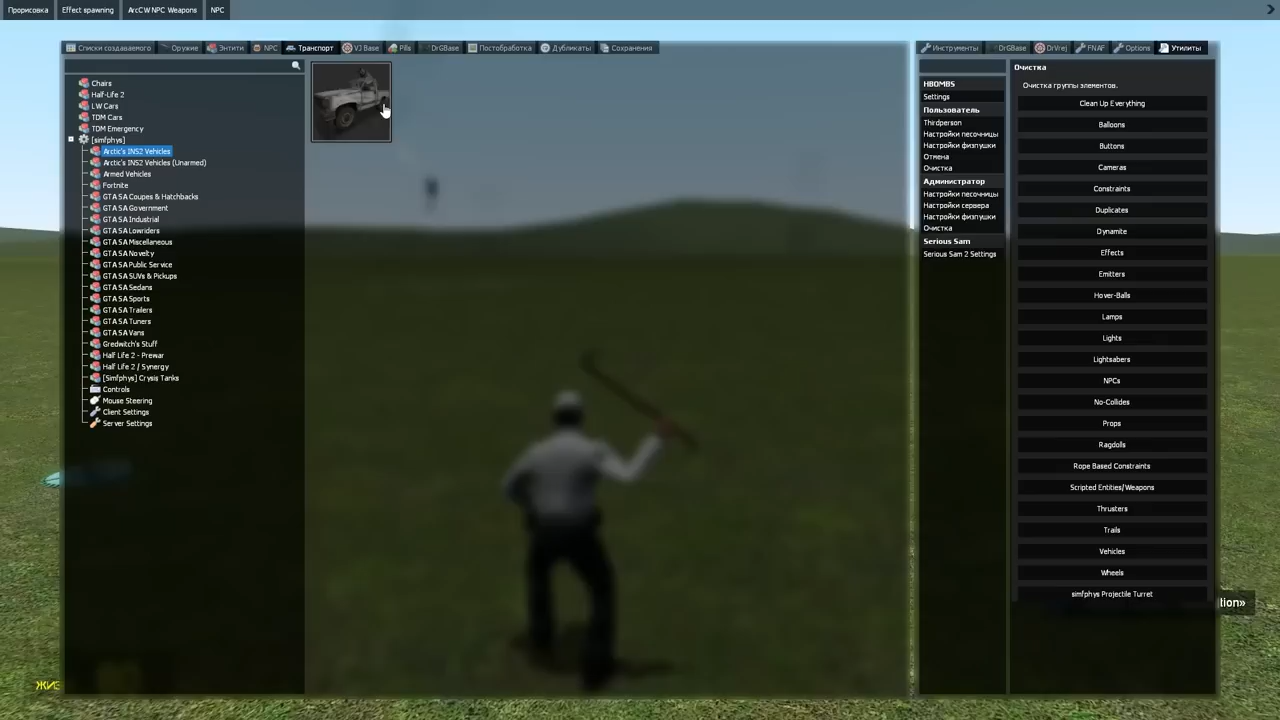 Прорисовка
Effect spawning
ArcCW NPC Weapons
NPC
Списки создаваемого
Оружие
Энтити
NPC
Транспорт
VJ Base
Pills
DrGBase
Постобработка
Дубликаты
Сохранения
Chairs
Half-Life 2
LW Cars
TDM Cars
TDM Emergency
[simfphys]
Arctic's INS2 Vehicles
Arctic's INS2 Vehicles (Unarmed)
Armed Vehicles
Fortnite
GTA SA Coupes & Hatchbacks
GTA SA Government
GTA SA Industrial
GTA SA Lowriders
GTA SA Miscellaneous
GTA SA Novelty
GTA SA Public Service
GTA SA SUVs & Pickups
GTA SA Sedans
GTA SA Sports
GTA SA Trailers
GTA SA Tuners
GTA SA Vans
Gredwitch's Stuff
Half Life 2 - Prewar
Half Life 2 / Synergy
[Simfphys] Crysis Tanks
Controls
Mouse Steering
Client Settings
Server Settings
Инструменты
DrGBase
DrVrej
FNAF
Options
Утилиты
HBOMBS
Settings
Пользователь
Thirdperson
Настройки песочницы
Настройки физпушки
Отмена
Очистка
Администратор
Настройки песочницы
Настройки сервера
Настройки физпушки
Очистка
Serious Sam
Serious Sam 2 Settings
Очистка
Очистка группы элементов.
Clean Up Everything
Balloons
Buttons
Cameras
Constraints
Duplicates
Dynamite
Effects
Emitters
Hover-Balls
Lamps
Lights
Lightsabers
NPCs
No-Collides
Props
Ragdolls
Rope Based Constraints
Scripted Entities/Weapons
Thrusters
Trails
Vehicles
Wheels
simfphys Projectile Turret
tion»